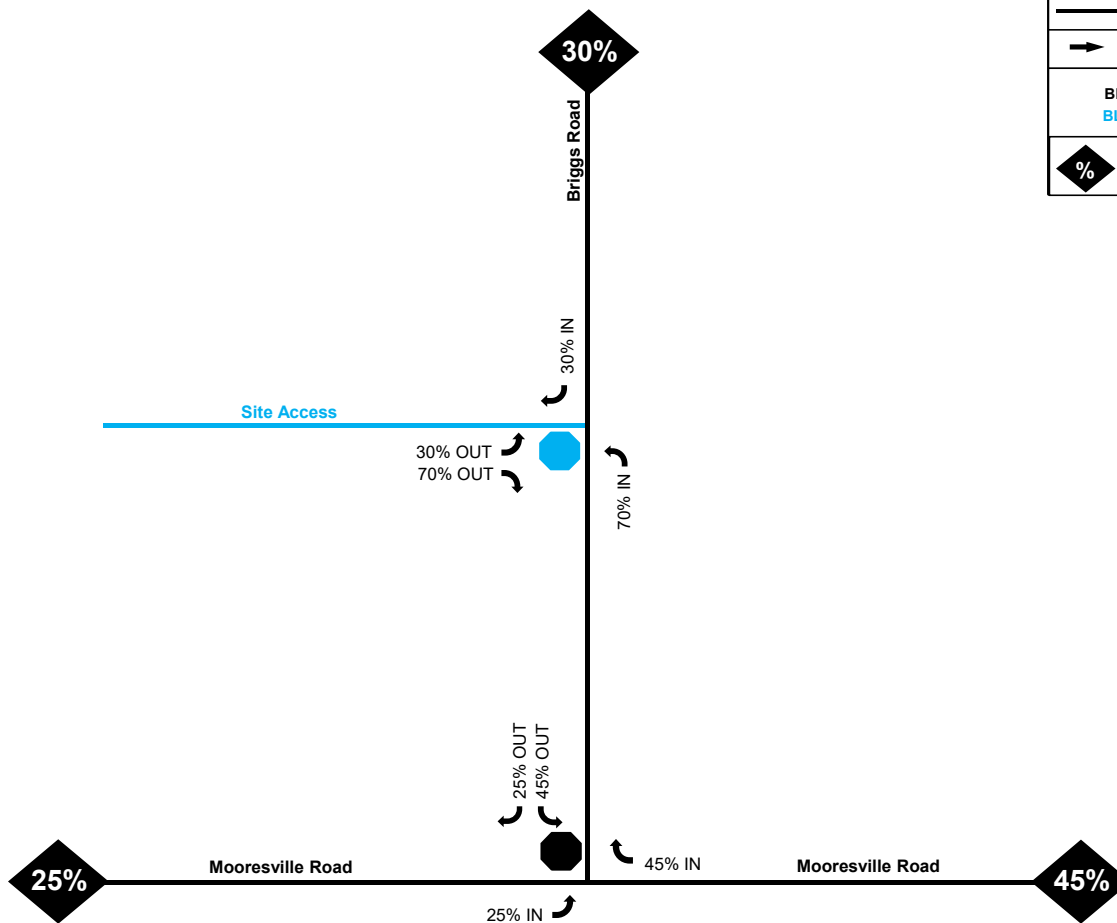 30%
Briggs Road
BL
%
30% IN
Site Access
30% OUT
70% OUT
70% IN
25% OUT
45% OUT
Mooresville Road
45% IN
Mooresville Road
25%
45%
25% IN